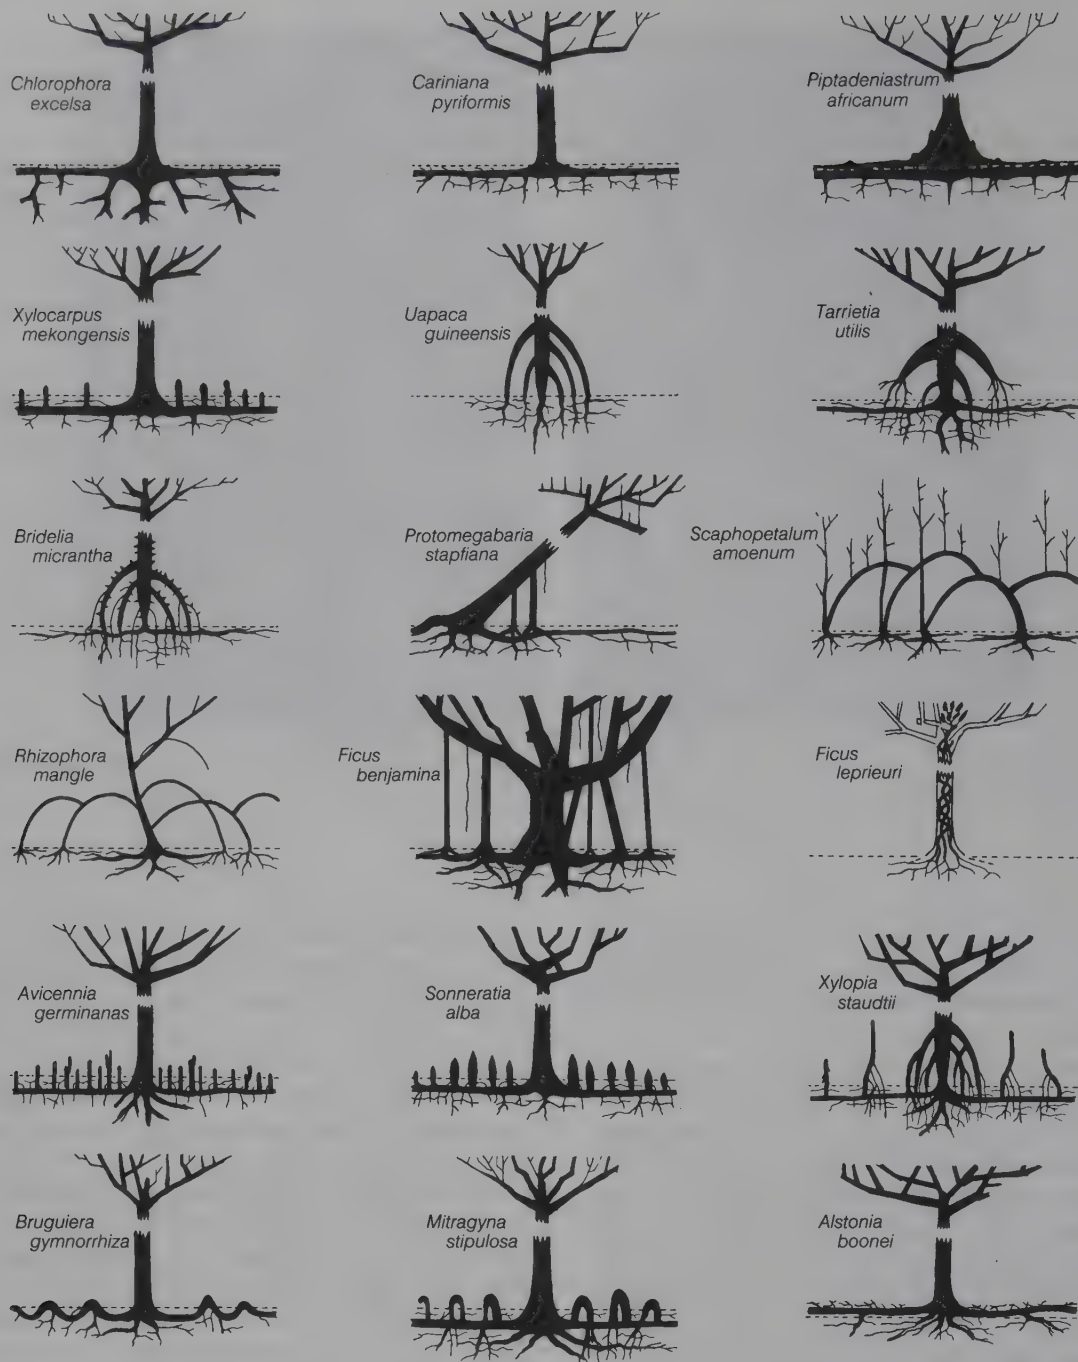 Chlorophora
excelsa
Cariniana
pyriformis
Piptadeniastrum
africanum
Xylocarpus
mekongensis
Uapaca
guineensis
Tarrietia
utilis
Bridelia
micrantha
Protomegabaria
stapfiana
Scaphopetalum
amoenum
Rhizophora
mangle
Ficus
benjamina
Ficus
leprieuri
Avicennia
germinanas
Sonneratia
alba
Xylopia
staudtii
Bruguiera
gymnorrhiza
Mitragyna
stipulosa
Alstonia
boonei